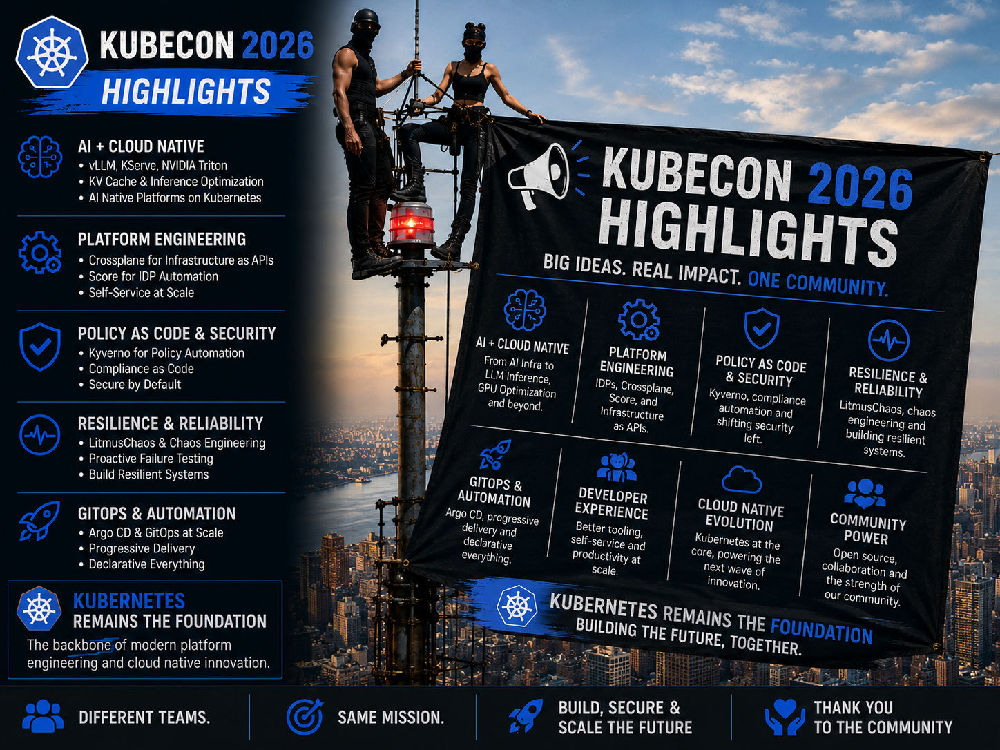 KUBECON 2026
HIGHLIGHTS
AI + CLOUD NATIVE
• vLLM, KServe, NVIDIA Triton
• KV Cache & Inference Optimization
• AI Native Platforms on Kubernetes
PLATFORM ENGINEERING
• Crossplane for Infrastructure as APIs
• Score for IDP Automation
• Self-Service at Scale
POLICY AS CODE & SECURITY
• Kyverno for Policy Automation
• Compliance as Code
• Secure by Default
RESILIENCE & RELIABILITY
• LitmusChaos & Chaos Engineering
• Proactive Failure Testing
• Build Resilient Systems
GITOPS & AUTOMATION
• Argo CD & GitOps at Scale
• Progressive Delivery
• Declarative Everything
KUBERNETES
REMAINS THE FOUNDATION
The backbone of modern platform
engineering and cloud native innovation.
KUBECON 2026
HIGHLIGHTS
BIG IDEAS. REAL IMPACT. ONE COMMUNITY.
AI + CLOUD NATIVE
From AI Infra to
LLM Inference,
GPU Optimization
and beyond.
PLATFORM
ENGINEERING
IDPs, Crossplane,
Score, and
Infrastructure
as APIs.
POLICY AS CODE
& SECURITY
Kyverno, compliance
automation and
shifting security
left.
RESILIENCE &
RELIABILITY
LitmusChaos, chaos
engineering and
building resilient
systems.
GITOPS &
AUTOMATION
Argo CD, progressive
delivery and
declarative
everything.
DEVELOPER
EXPERIENCE
Better tooling,
self-service and
productivity at
scale.
CLOUD NATIVE
EVOLUTION
Kubernetes at the
core, powering the
next wave of
innovation.
COMMUNITY
POWER
Open source,
collaboration and
the strength of
our community.
KUBERNETES REMAINS THE FOUNDATION
BUILDING THE FUTURE, TOGETHER.
DIFFERENT TEAMS.
SAME MISSION.
BUILD, SECURE &
SCALE THE FUTURE
THANK YOU
TO THE COMMUNITY